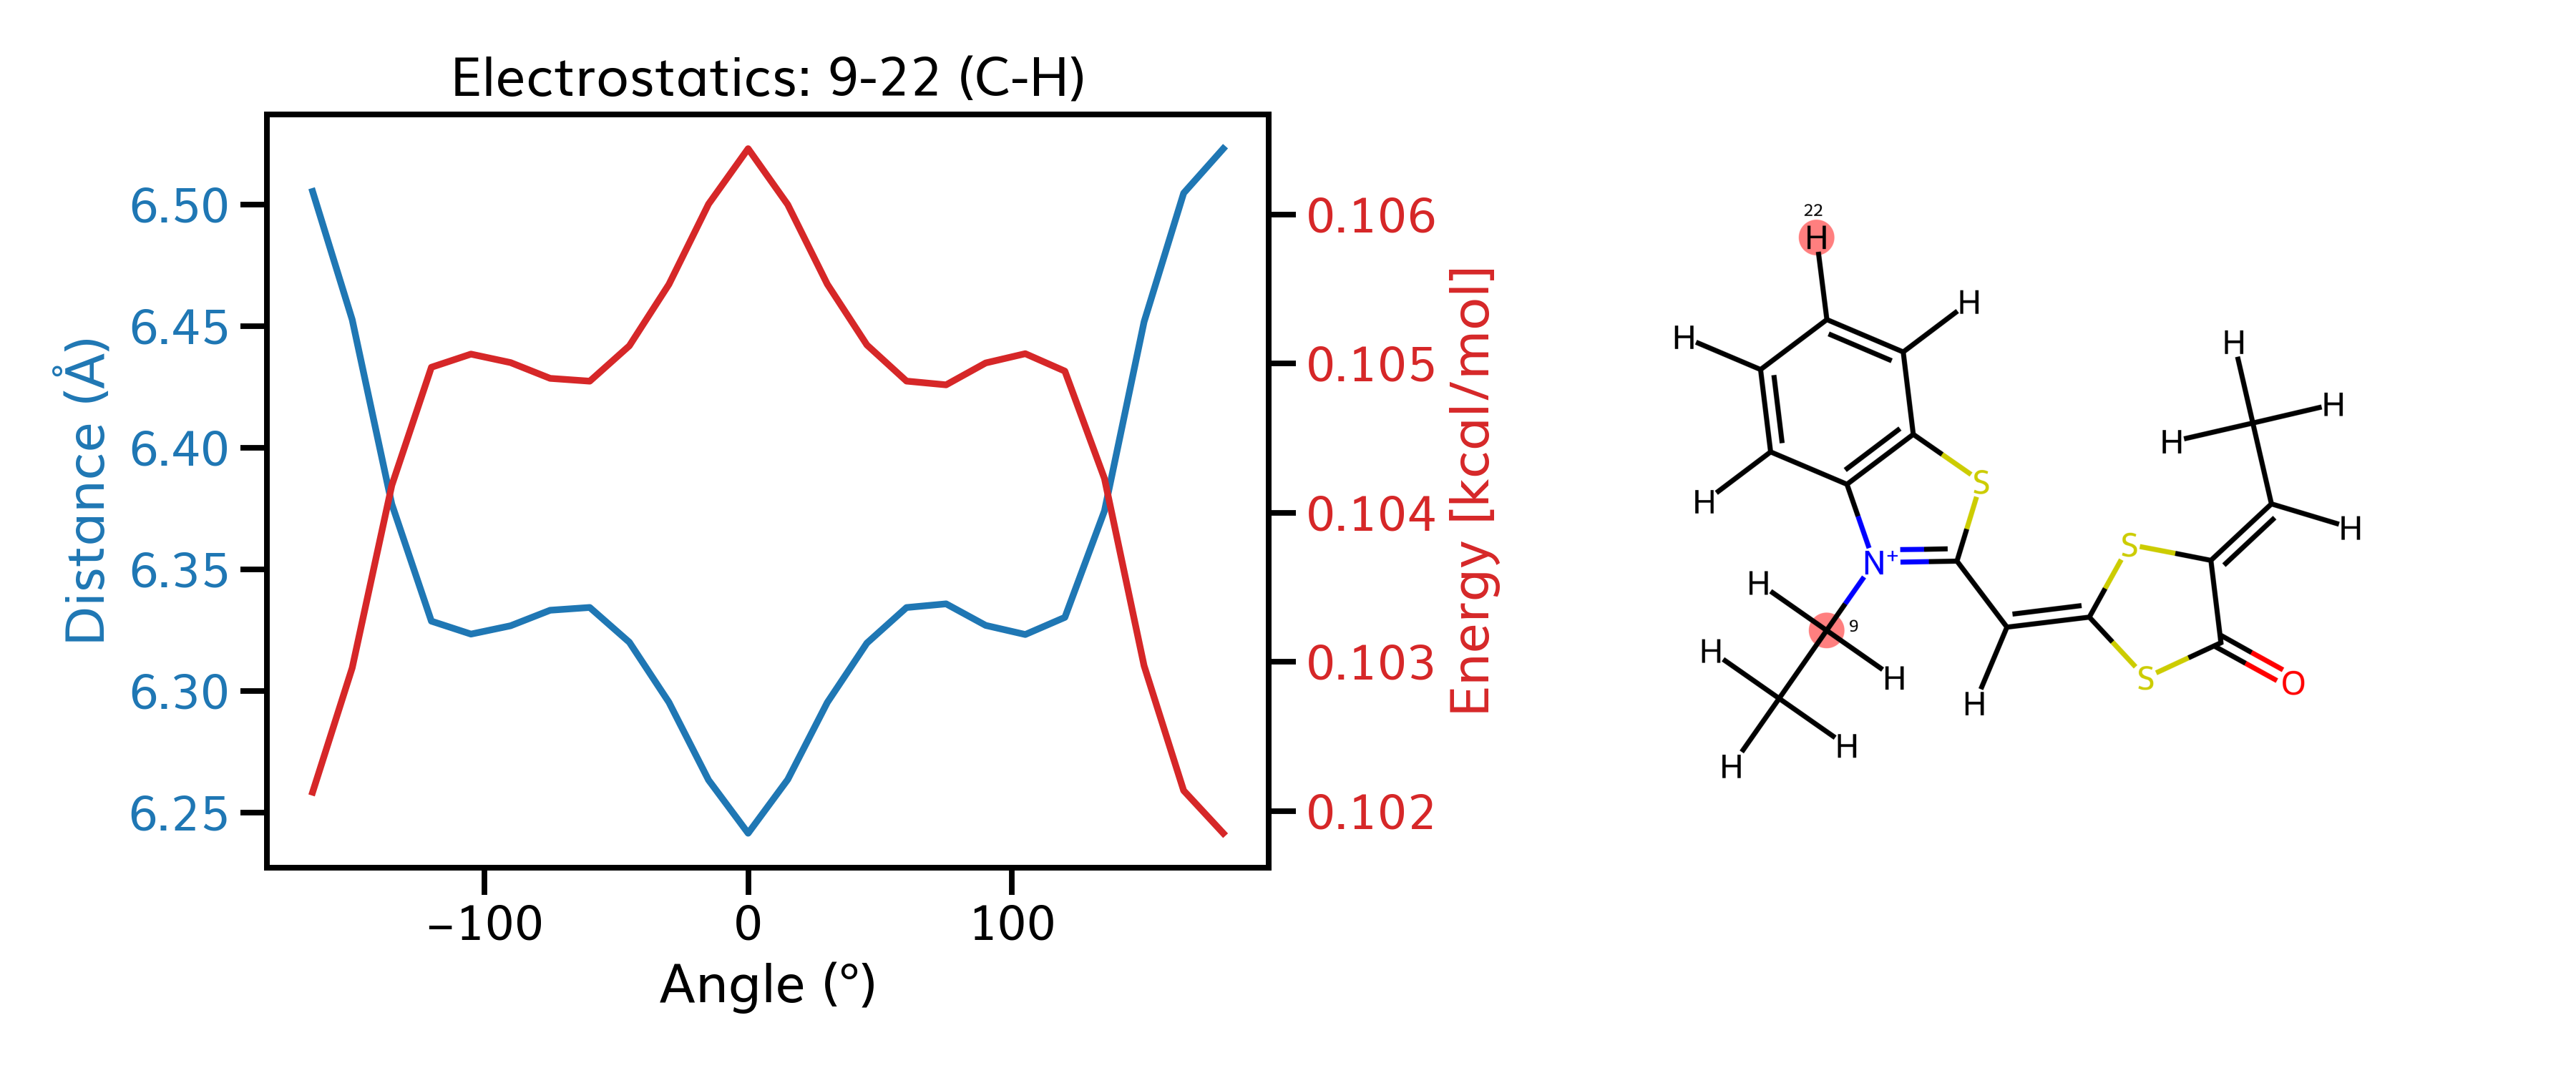 Electrostatics: 9-22 (C-H)
Distance (Å)
6.50
6.45
6.40
6.35
6.30
6.25
−100
0
100
Angle (°)
0.106
0.105
0.104
0.103
0.102
Energy [kcal/mol]
22
H
H
H
H
S
N⁺
H
9
H
H
H
H
H
S
S
O
H
H
H
H